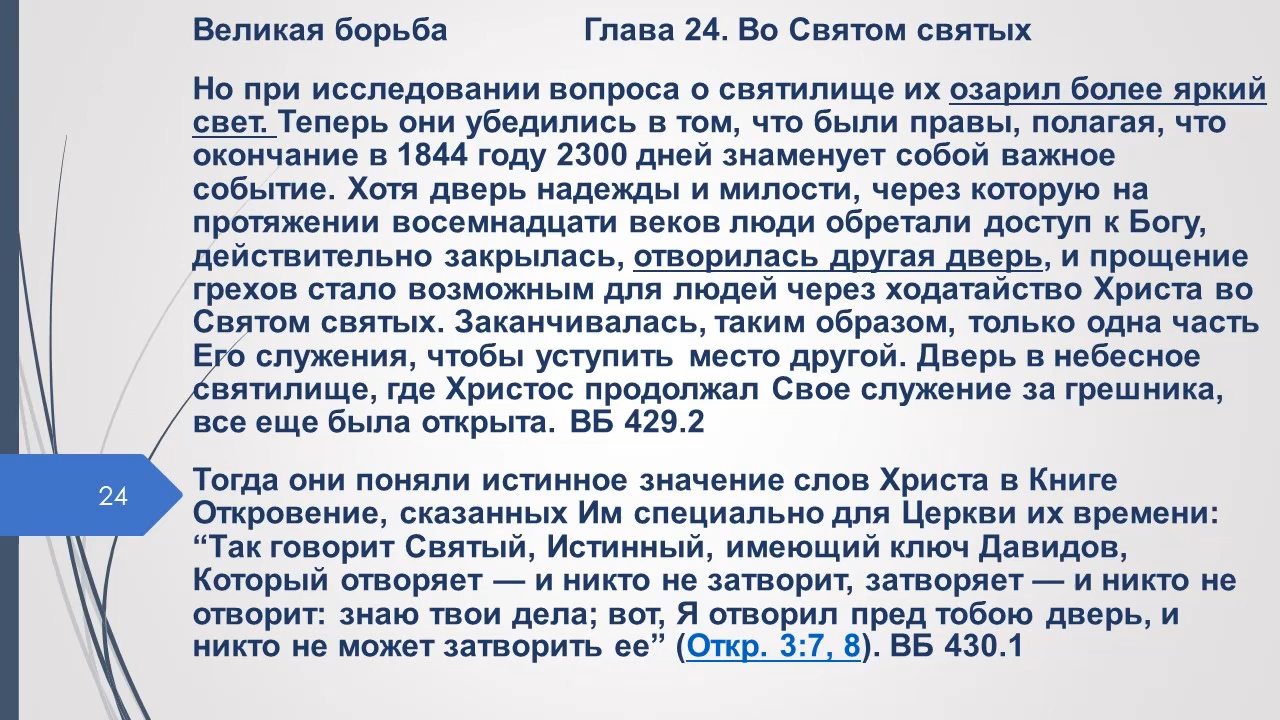 Великая борьба Глава 24. Во Святом святых
Но при исследовании вопроса о святилище их озарил более яркий
свет. Теперь они убедились в том, что были правы, полагая, что
окончание в 1844 году 2300 дней знаменует собой важное
событие. Хотя дверь надежды и милости, через которую на
протяжении восемнадцати веков люди обретали доступ к Богу,
действительно закрылась, отворилась другая дверь, и прощение
грехов стало возможным для людей через ходатайство Христа во
Святом святых. Заканчивалась, таким образом, только одна часть
Его служения, чтобы уступить место другой. Дверь в небесное
святилище, где Христос продолжал Свое служение за грешника,
все еще была открыта. ВБ 429.2
Тогда они поняли истинное значение слов Христа в Книге
Откровение, сказанных Им специально для Церкви их времени:
“Так говорит Святый, Истинный, имеющий ключ Давидов,
Который отворяет — и никто не затворит, затворяет — и никто не
отворит: знаю твои дела; вот, Я отворил пред тобою дверь, и
никто не может затворить ее” (Откр. 3:7, 8). ВБ 430.1
24